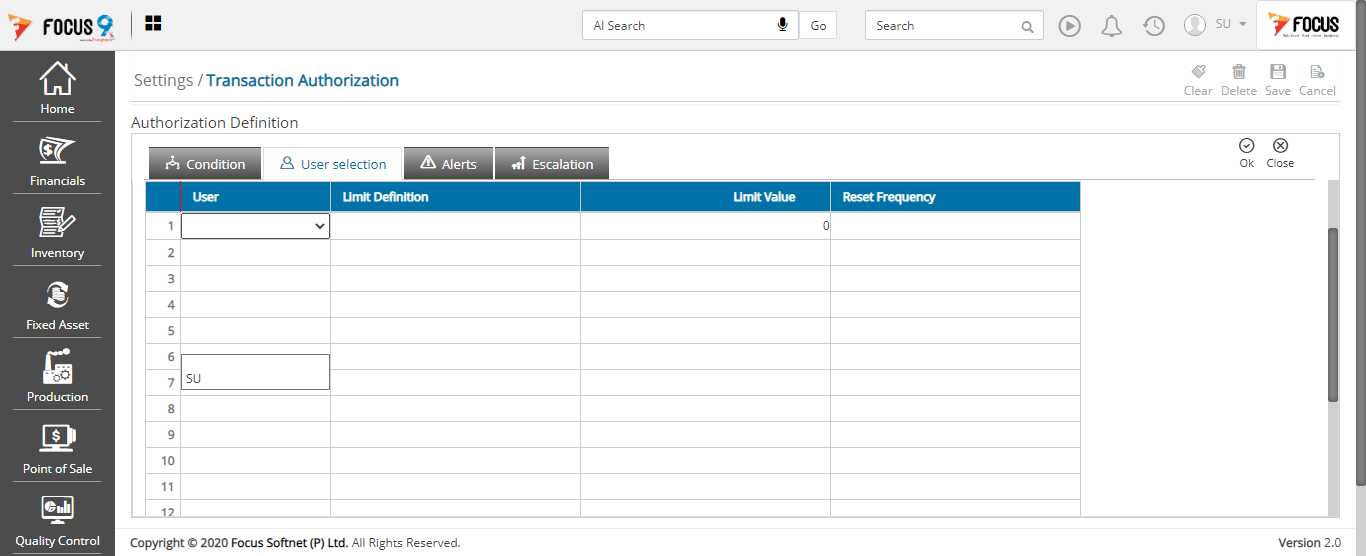 FOCUS 9
AI Search
Go
Search
SU
FOCUS
Home
Financials
Inventory
Fixed Asset
Production
Point of Sale
Quality Control
Settings / Transaction Authorization
Clear Delete Save Cancel
Authorization Definition
Condition User selection Alerts Escalation
Ok Close
User Limit Definition Limit Value Reset Frequency
1 0
2
3
4
5
6
7 SU
8
9
10
11
12
Copyright © 2020 Focus Softnet (P) Ltd. All Rights Reserved.
Version 2.0